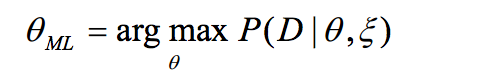 θ_ML = arg max P(D | θ, ξ)
θ